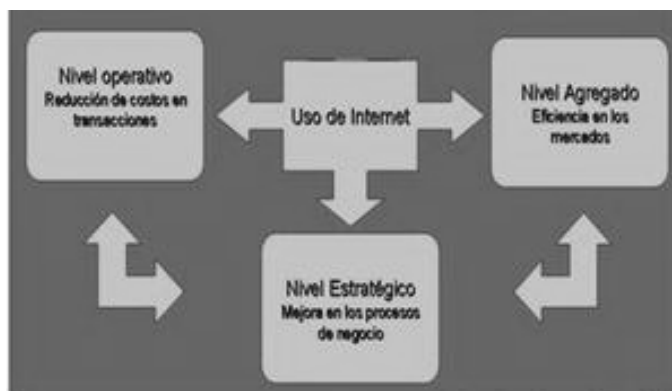 Nivel operativo
Reducción de costos en
transacciones
Uso de Internet
Nivel Agregado
Eficiencia en los
mercados
Nivel Estratégico
Mejora en los procesos
de negocio